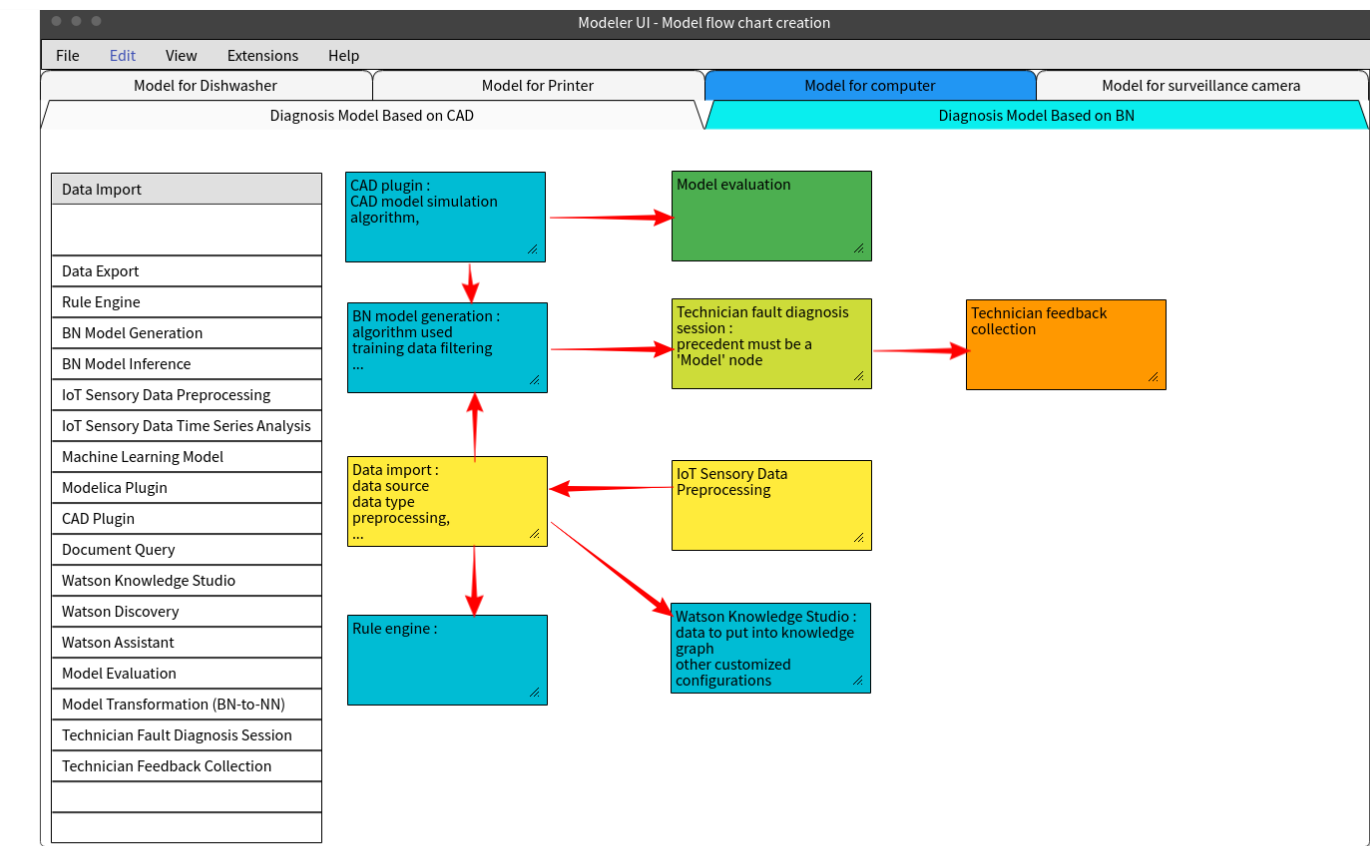 Modeler UI - Model flow chart creation
File Edit View Extensions Help
Model for Dishwasher
Model for Printer
Model for computer
Model for surveillance camera
Diagnosis Model Based on CAD
Diagnosis Model Based on BN
Data Import
Data Export
Rule Engine
BN Model Generation
BN Model Inference
IoT Sensory Data Preprocessing
IoT Sensory Data Time Series Analysis
Machine Learning Model
Modelica Plugin
CAD Plugin
Document Query
Watson Knowledge Studio
Watson Discovery
Watson Assistant
Model Evaluation
Model Transformation (BN-to-NN)
Technician Fault Diagnosis Session
Technician Feedback Collection
CAD plugin :
CAD model simulation
algorithm,
Model evaluation
BN model generation :
algorithm used
training data filtering
...
Technician fault diagnosis
session :
precedent must be a
'Model' node
Technician feedback
collection
Data import :
data source
data type
preprocessing,
...
IoT Sensory Data
Preprocessing
Rule engine :
Watson Knowledge Studio :
data to put into knowledge
graph
other customized
configurations